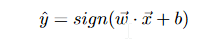 ŷ = sign(w⃗ · x⃗ + b)